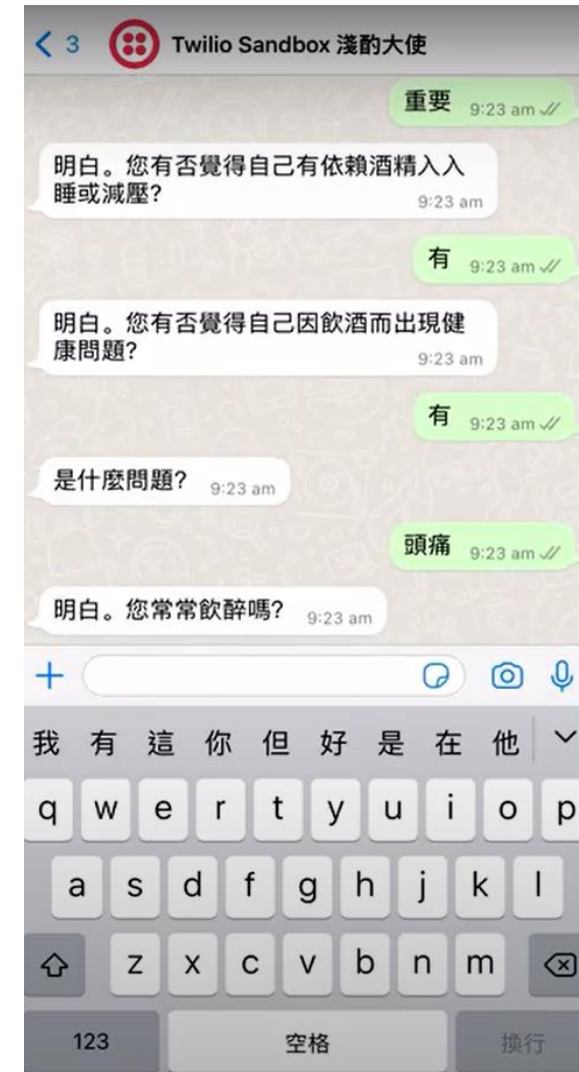 3 Twilio Sandbox 淺酌大使
重要 9:23 am
明白。您有否覺得自己有依賴酒精入入
睡或減壓?
9:23 am
有 9:23 am
明白。您有否覺得自己因飲酒而出現健
康問題?
9:23 am
有 9:23 am
是什麼問題? 9:23 am
頭痛 9:23 am
明白。您常常飲醉嗎? 9:23 am
我 有 這 你 但 好 是 在 他
q w e r t y u i o p
a s d f g h j k l
z x c v b n m
123 空格 換行